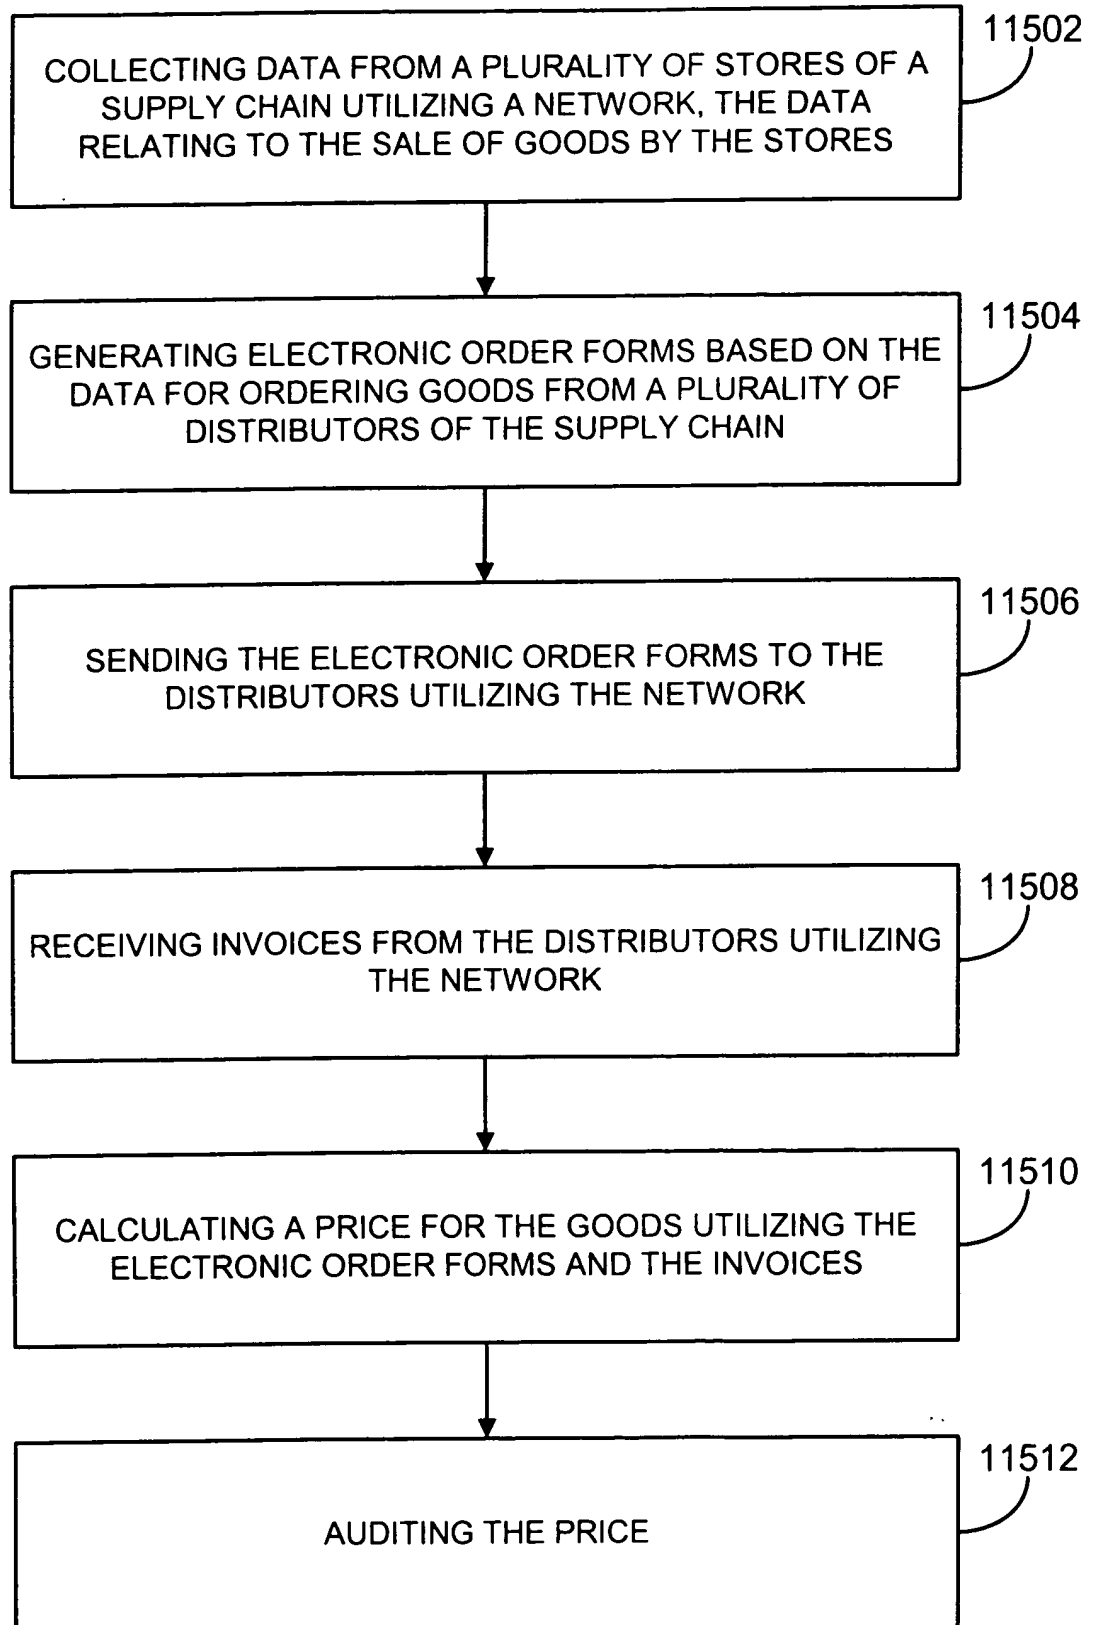 11502
COLLECTING DATA FROM A PLURALITY OF STORES OF A
SUPPLY CHAIN UTILIZING A NETWORK, THE DATA
RELATING TO THE SALE OF GOODS BY THE STORES
11504
GENERATING ELECTRONIC ORDER FORMS BASED ON THE
DATA FOR ORDERING GOODS FROM A PLURALITY OF
DISTRIBUTORS OF THE SUPPLY CHAIN
11506
SENDING THE ELECTRONIC ORDER FORMS TO THE
DISTRIBUTORS UTILIZING THE NETWORK
11508
RECEIVING INVOICES FROM THE DISTRIBUTORS UTILIZING
THE NETWORK
11510
CALCULATING A PRICE FOR THE GOODS UTILIZING THE
ELECTRONIC ORDER FORMS AND THE INVOICES
11512
AUDITING THE PRICE